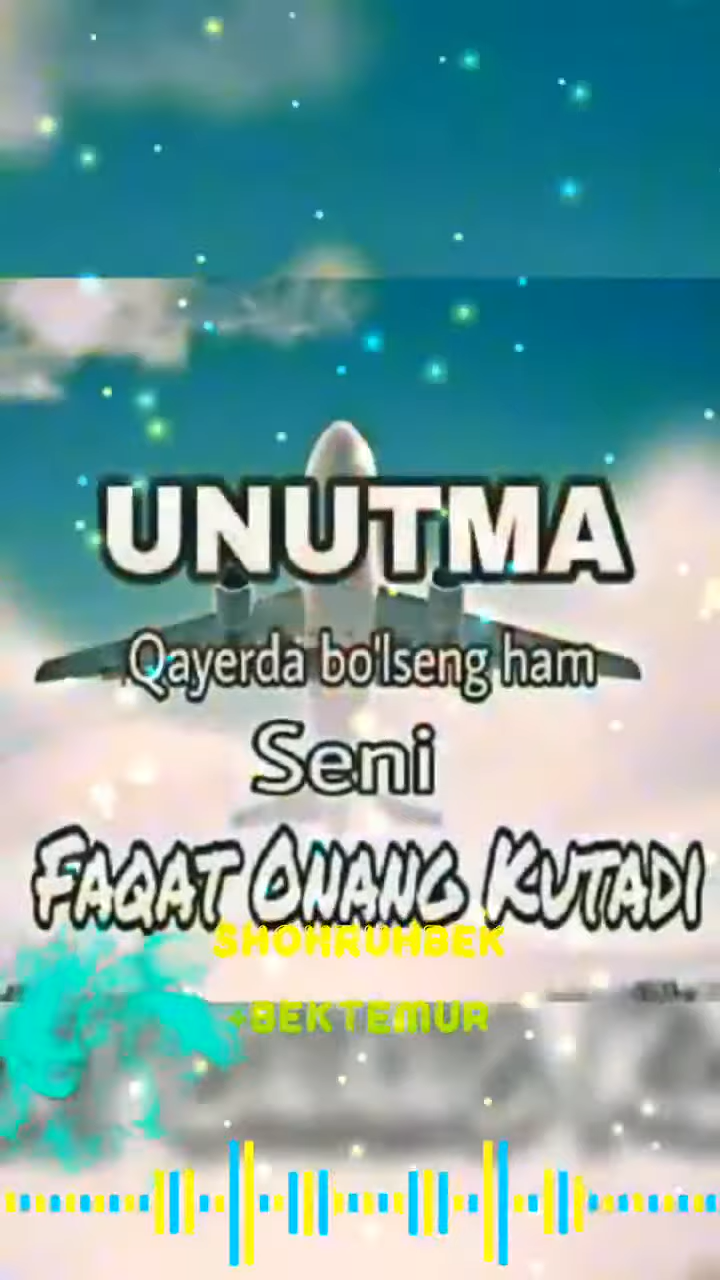 UNUTMA
Qayerda bo'lseng ham
Seni
FAQAT ONANG KUTADI
SHOHRUHBEK
+BEKTEMUR